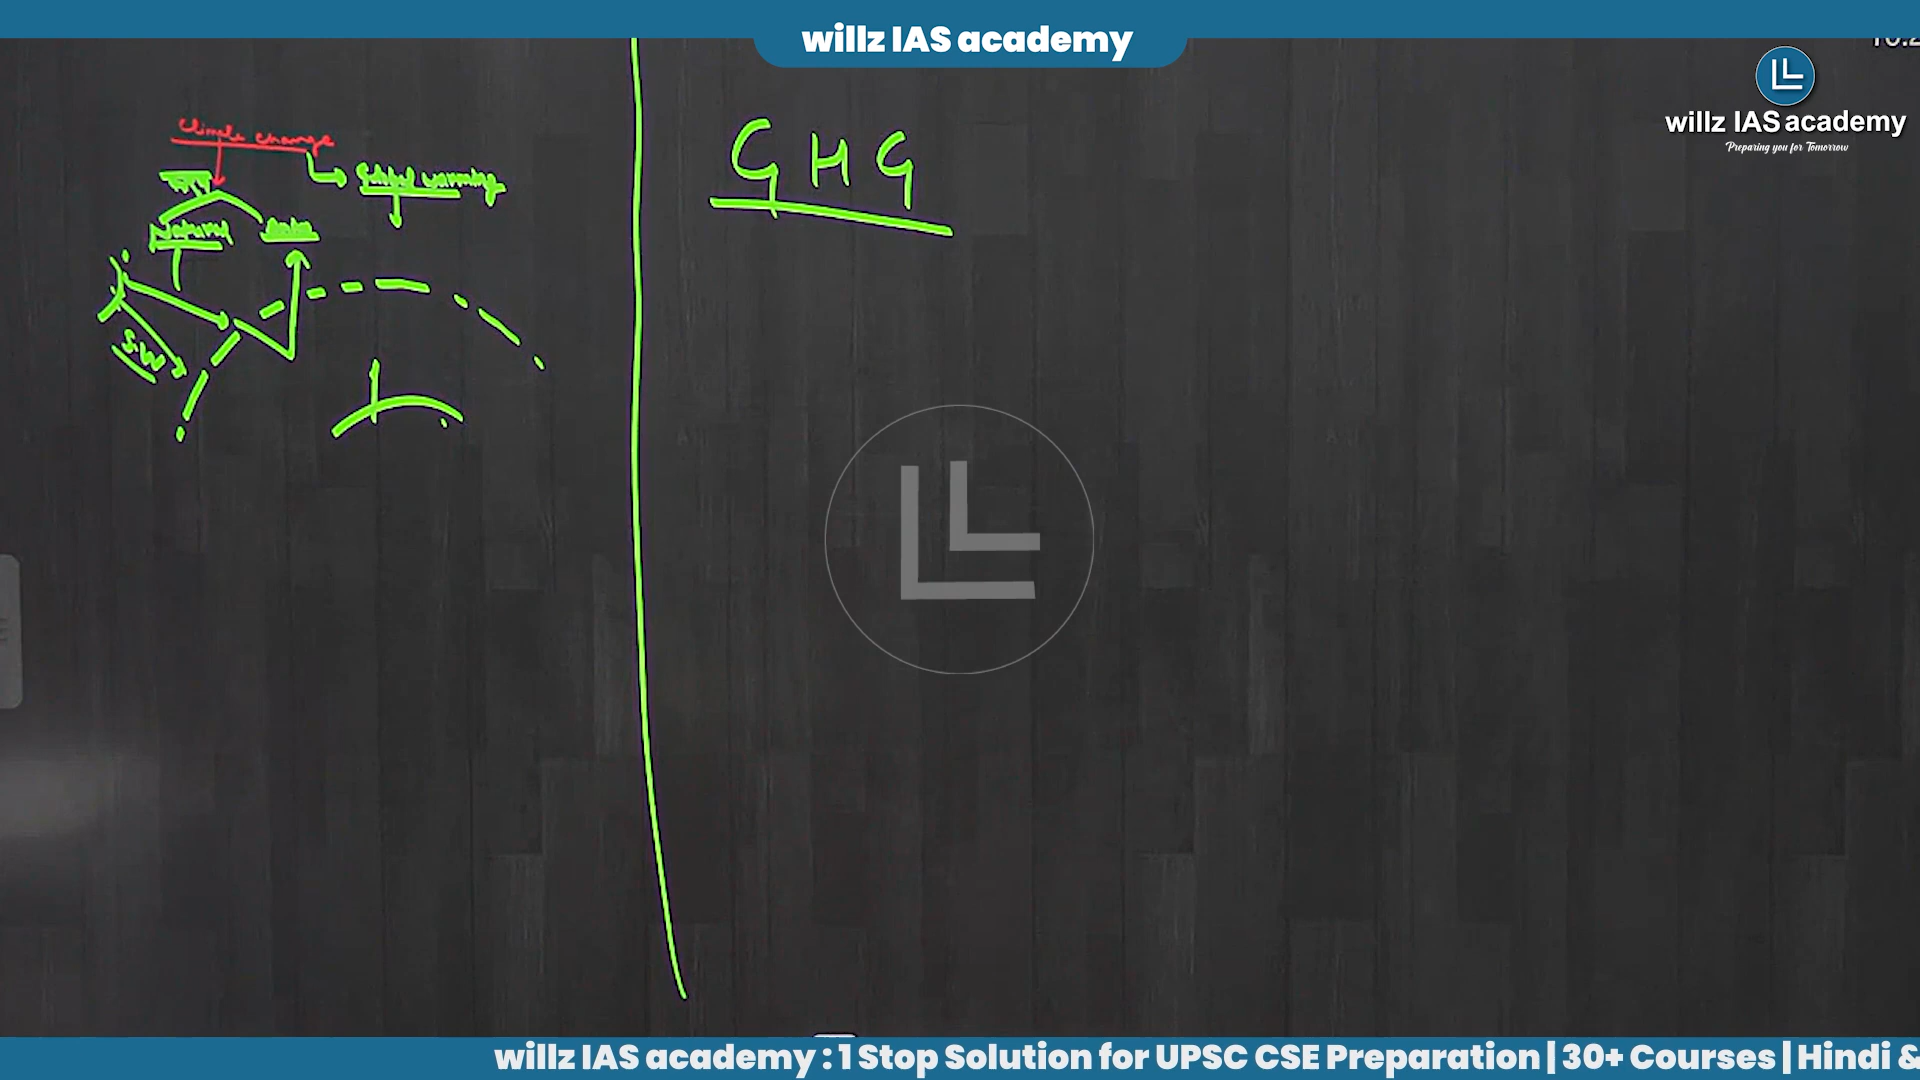 willz IAS academy
willz IAS academy
Preparing you for Tomorrow
Climate change
Global warming
Natural
GHG
willz IAS academy : 1 Stop Solution for UPSC CSE Preparation | 30+ Courses | Hindi &